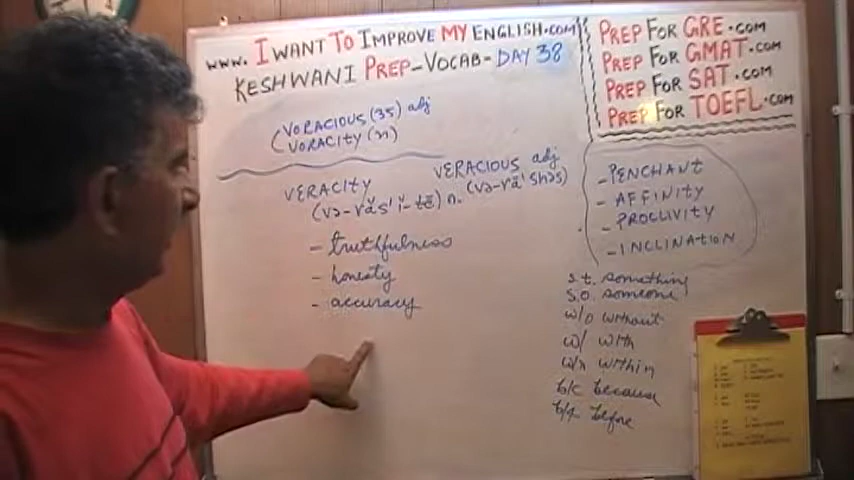 www. I WANT TO IMPROVE MY ENGLISH.com
KESHWANI PREP-VOCAB-DAY 38
(VORACIOUS (35) adj
VORACITY (n)
VERACITY
(və-răs'ĭ-tē) n.
- truthfulness
- honesty
- accuracy
VERACIOUS adj
(və-rā'shəs)
PREP FOR GRE.com
PREP FOR GMAT.com
PREP FOR SAT.com
PREP FOR TOEFL.com
- PENCHANT
- AFFINITY
- PROCLIVITY
- INCLINATION
s.t. something
s.o. someone
w/o without
w/ with
w/n within
b/c because
b/f before